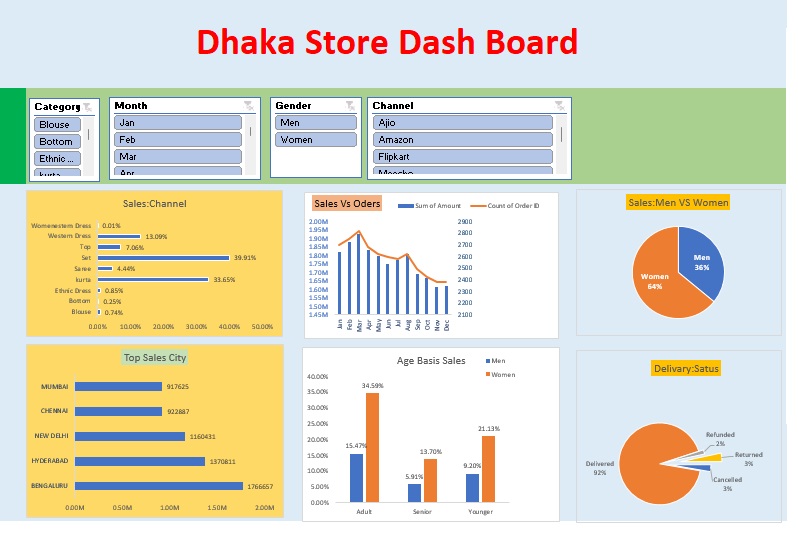 Dhaka Store Dash Board
Category
Blouse
Bottom
Ethnic ...
kurta
Month
Jan
Feb
Mar
Apr
Gender
Men
Women
Channel
Ajio
Amazon
Flipkart
Meesho
Sales:Channel
Womenestern Dress 0.01%
Western Dress 13.09%
Top 7.06%
Set 39.91%
Saree 4.44%
kurta 33.65%
Ethnic Dress 0.85%
Bottom 0.25%
Blouse 0.74%
0.00% 10.00% 20.00% 30.00% 40.00% 50.00%
Sales Vs Oders
Sum of Amount Count of Order ID
2.00M 2900
1.95M
1.90M 2800
1.85M 2700
1.80M 2600
1.75M
1.70M 2500
1.65M 2400
1.60M 2300
1.55M
1.50M 2200
1.45M 2100
Jan Feb Mar Apr May Jun Jul Aug Sep Oct Nov Dec
Sales:Men VS Women
Men
36%
Women
64%
Top Sales City
MUMBAI 917625
CHENNAI 922887
NEW DELHI 1160431
HYDERABAD 1370811
BENGALURU 1766657
0.00M 0.50M 1.00M 1.50M 2.00M
Age Basis Sales
Men
Women
40.00%
35.00%
30.00%
25.00%
20.00%
15.00%
10.00%
5.00%
0.00%
15.47% 34.59%
5.91% 13.70%
9.20% 21.13%
Adult Senior Younger
Delivary:Satus
Refunded
2%
Returned
3%
Cancelled
3%
Delivered
92%